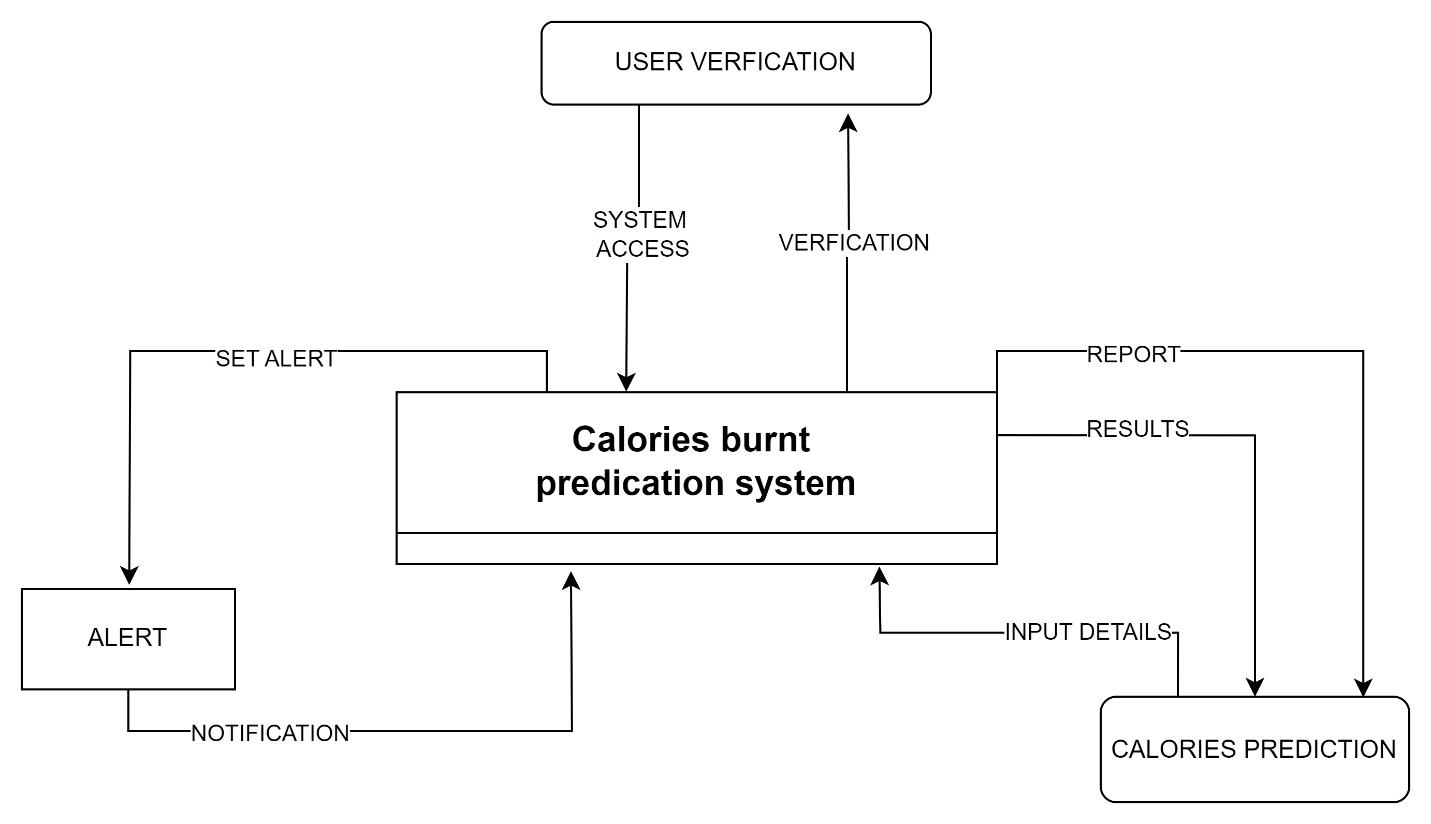 USER VERFICATION
SYSTEM
ACCESS
VERFICATION
SET ALERT
REPORT
RESULTS
Calories burnt
predication system
ALERT
INPUT DETAILS
NOTIFICATION
CALORIES PREDICTION